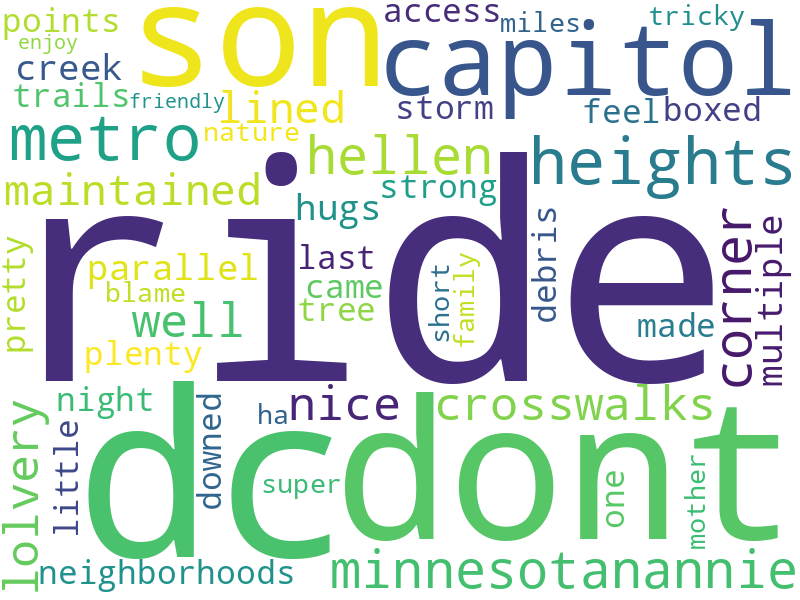 points
son
access
miles
tricky
enjoy
capitol
creek
trails
friendly
lined
storm
feel
boxed
metro
nature
hellen
heights
maintained
strong
hugs
ride
debris
corner
multiple
pretty
parallel
last
came
short
family
blame
tree
well
made
plenty
night
downed
ha
nice
crosswalks
lolvery
little
dc
dont
super
one
mother
neighborhoods
minnesotanannie